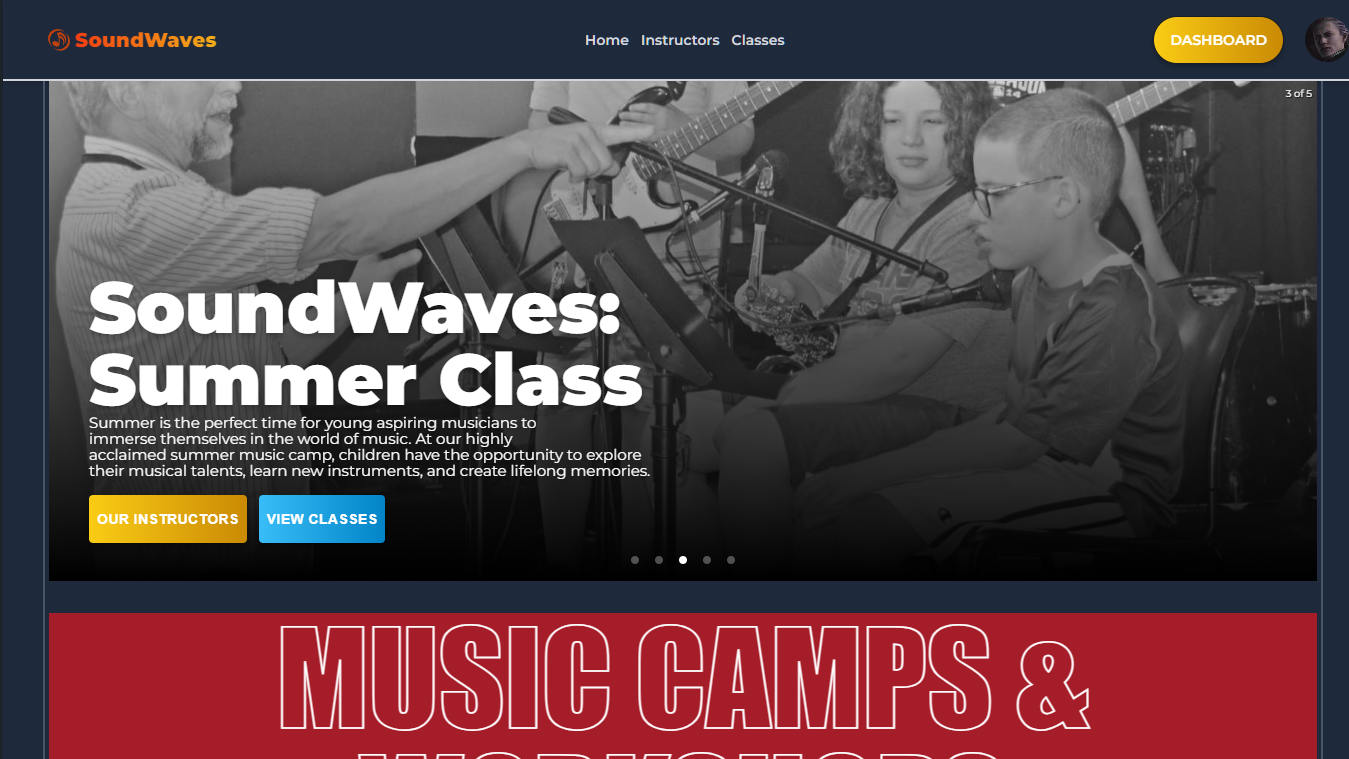 SoundWaves
Home Instructors Classes
DASHBOARD
3 of 5
SoundWaves:
Summer Class
Summer is the perfect time for young aspiring musicians to
immerse themselves in the world of music. At our highly
acclaimed summer music camp, children have the opportunity to explore
their musical talents, learn new instruments, and create lifelong memories.
OUR INSTRUCTORS VIEW CLASSES
MUSIC CAMPS &